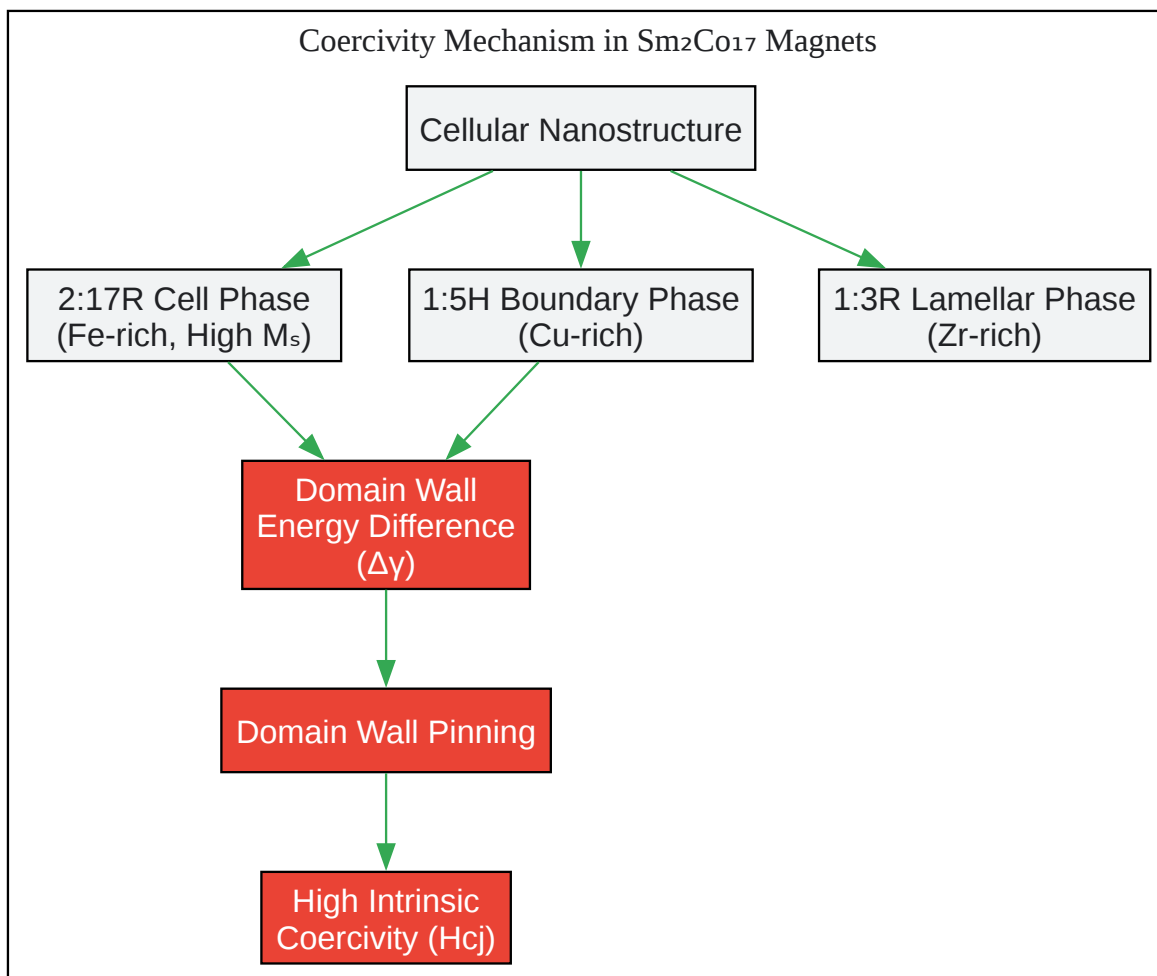 Coercivity Mechanism in Sm₂Co₁₇ Magnets
Cellular Nanostructure
2:17R Cell Phase
(Fe-rich, High Mₛ)
1:5H Boundary Phase
(Cu-rich)
1:3R Lamellar Phase
(Zr-rich)
Domain Wall
Energy Difference
(Δγ)
Domain Wall Pinning
High Intrinsic
Coercivity (Hcj)